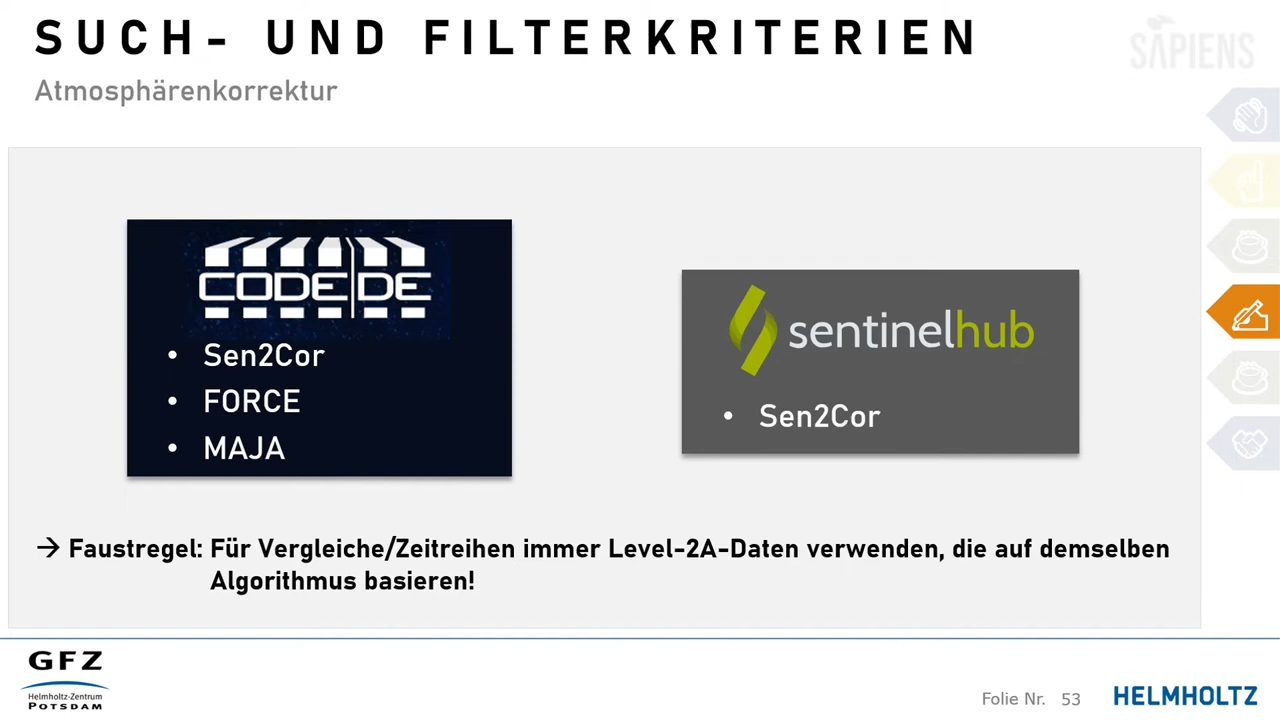 SUCH- UND FILTERKRITERIEN
Atmosphärenkorrektur
SAPIENS
CODE|DE
• Sen2Cor
• FORCE
• MAJA
sentinelhub
• Sen2Cor
→ Faustregel: Für Vergleiche/Zeitreihen immer Level-2A-Daten verwenden, die auf demselben
Algorithmus basieren!
GFZ
Helmholtz-Zentrum
POTSDAM
Folie Nr. 53
HELMHOLTZ